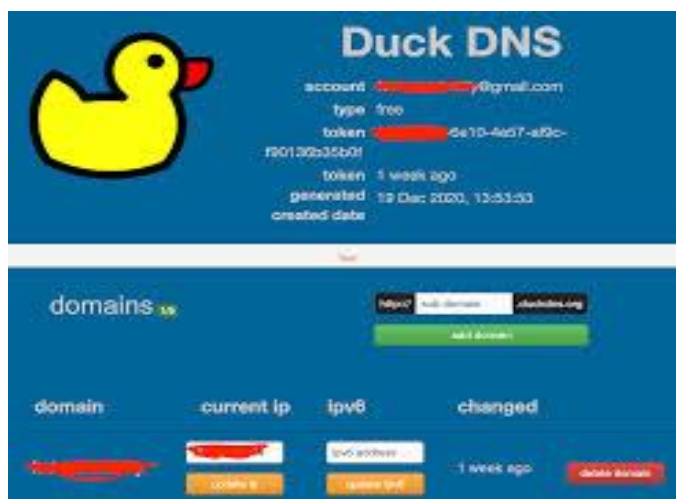 Duck DNS
account @gmail.com
type free
token -6e10-4e57-af9c-
f90136b35b0f
token 1 week ago
generated 19 Dec 2020, 13:53:53
created date
domains
http:// sub domain .duckdns.org
add domain
domain current ip ipv6 changed
ipv6 address
1 week ago delete domain
update ip update ipv6